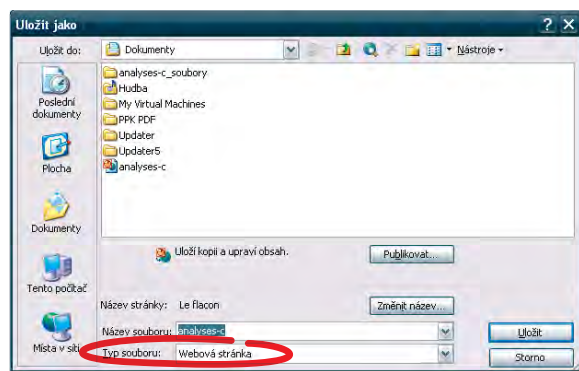 Uložit jako
Uložit do:
Dokumenty
Nástroje
Poslední dokumenty
Plocha
Dokumenty
Tento počítač
Místa v síti
analyses-c_soubory
Hudba
My Virtual Machines
PPK PDF
Updater
Updater5
analyses-c
Uloží kopii a upraví obsah.
Publikovat...
Název stránky: Le flacon
Změnit název...
Název souboru: analyses-c
Uložit
Typ souboru: Webová stránka
Storno